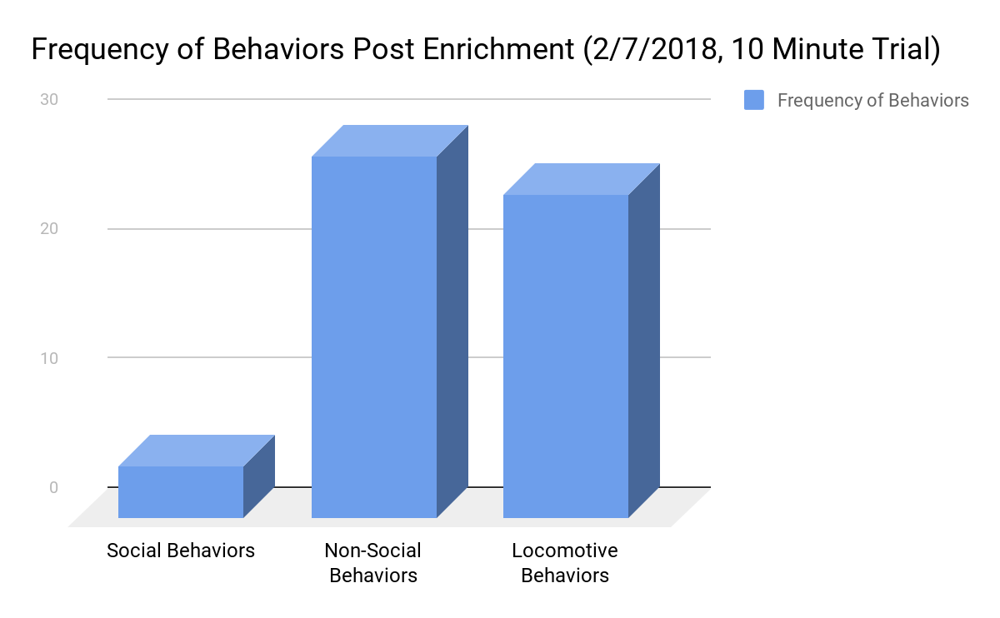 Frequency of Behaviors Post Enrichment (2/7/2018, 10 Minute Trial)
30
Frequency of Behaviors
20
10
0
Social Behaviors
Non-Social
Behaviors
Locomotive
Behaviors